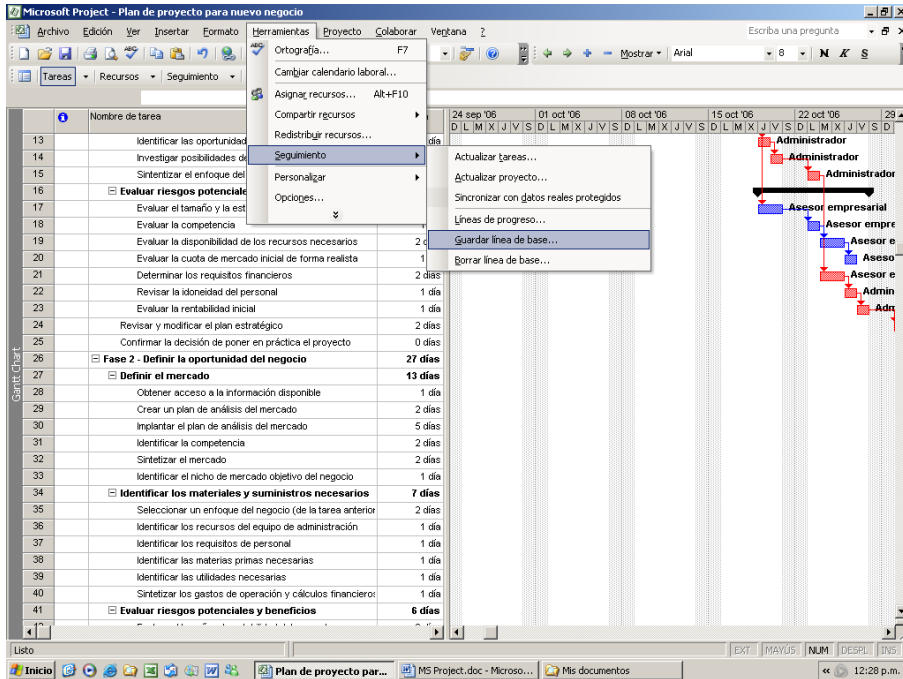 Microsoft Project - Plan de proyecto para nuevo negocio
Archivo Edición Ver Insertar Formato Herramientas Proyecto Colaborar Ventana ? Escriba una pregunta
Mostrar Arial 8 N K S
Tareas Recursos Seguimiento
Ortografía... F7
Cambiar calendario laboral...
Asignar recursos... Alt+F10
Compartir recursos
Redistribuir recursos...
Seguimiento
Personalizar
Opciones...
Actualizar tareas...
Actualizar proyecto...
Sincronizar con datos reales protegidos
Líneas de progreso...
Guardar línea de base...
Borrar línea de base...
Nombre de tarea
24 sep '06 01 oct '06 08 oct '06 15 oct '06 22 oct '06 29
D L M X J V S D L M X J V S D L M X J V S D L M X J V S D L M X J V S D
13 Identificar las oportunidad día Administrador
14 Investigar posibilidades de Administrador
15 Sintentizar el enfoque del Administrador
16 Evaluar riesgos potenciale
17 Evaluar el tamaño y la est Asesor empresarial
18 Evaluar la competencia Asesor empre
19 Evaluar la disponibilidad de los recursos necesarios 2 Asesor e
20 Evaluar la cuota de mercado inicial de forma realista 1 Aseso
21 Determinar los requisitos financieros 2 días Asesor e
22 Revisar la idoneidad del personal 1 día Admin
23 Evaluar la rentabilidad inicial 1 día Adm
24 Revisar y modificar el plan estratégico 2 días
25 Confirmar la decisión de poner en práctica el proyecto 0 días
26 Fase 2 - Definir la oportunidad del negocio 27 días
27 Definir el mercado 13 días
28 Obtener acceso a la información disponible 1 día
29 Crear un plan de análisis del mercado 2 días
30 Implantar el plan de análisis del mercado 5 días
31 Identificar la competencia 2 días
32 Sintetizar el mercado 2 días
33 Identificar el nicho de mercado objetivo del negocio 1 día
34 Identificar los materiales y suministros necesarios 7 días
35 Seleccionar un enfoque del negocio (de la tarea anterior 2 días
36 Identificar los recursos del equipo de administración 1 día
37 Identificar los requisitos de personal 1 día
38 Identificar las materias primas necesarias 1 día
39 Identificar las utilidades necesarias 1 día
40 Sintetizar los gastos de operación y cálculos financieros 1 día
41 Evaluar riesgos potenciales y beneficios 6 días
Gantt Chart
Listo EXT MAYÚS NUM DESPL INS
Inicio Plan de proyecto par... MS Project.doc - Microso... Mis documentos 12:28 p.m.